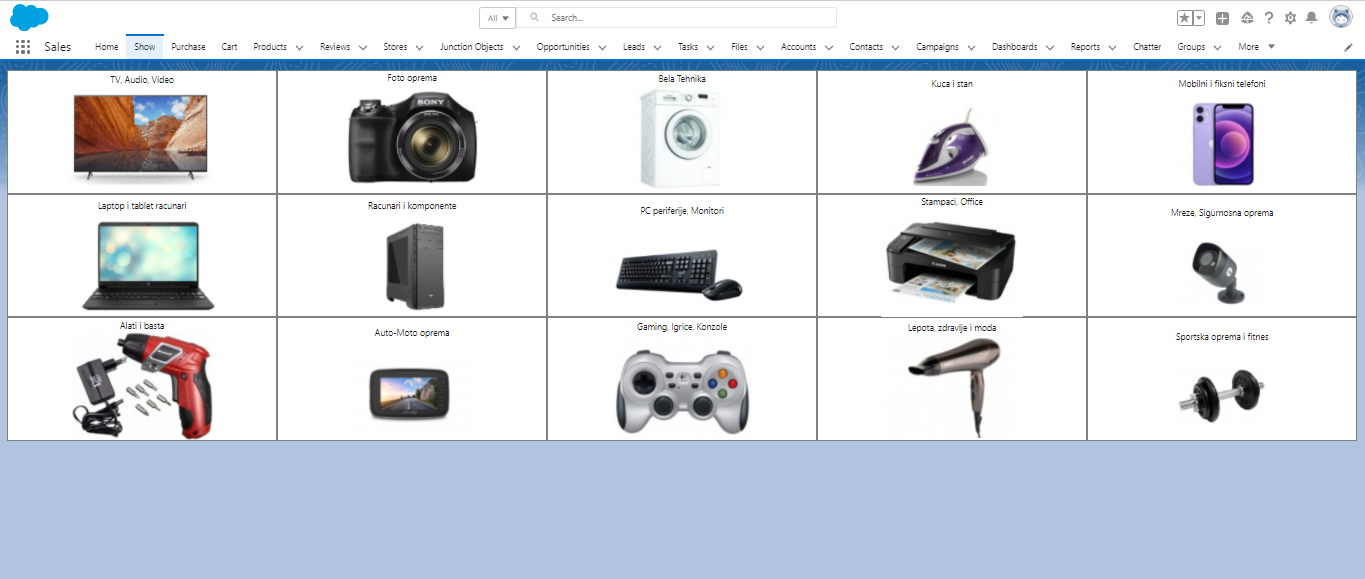 All
Search...
Sales
Home
Show
Purchase
Cart
Products
Reviews
Stores
Junction Objects
Opportunities
Leads
Tasks
Files
Accounts
Contacts
Campaigns
Dashboards
Reports
Chatter
Groups
More
TV, Audio, Video
Foto oprema
SONY
Bela Tehnika
Kuca i stan
Mobilni i fiksni telefoni
Laptop i tablet racunari
Racunari i komponente
PC periferije, Monitori
Stampaci, Office
Mreze, Sigurnosna oprema
Alati i basta
Auto-Moto oprema
Gaming, Igrice, Konzole
Lepota, zdravlje i moda
Sportska oprema i fitnes